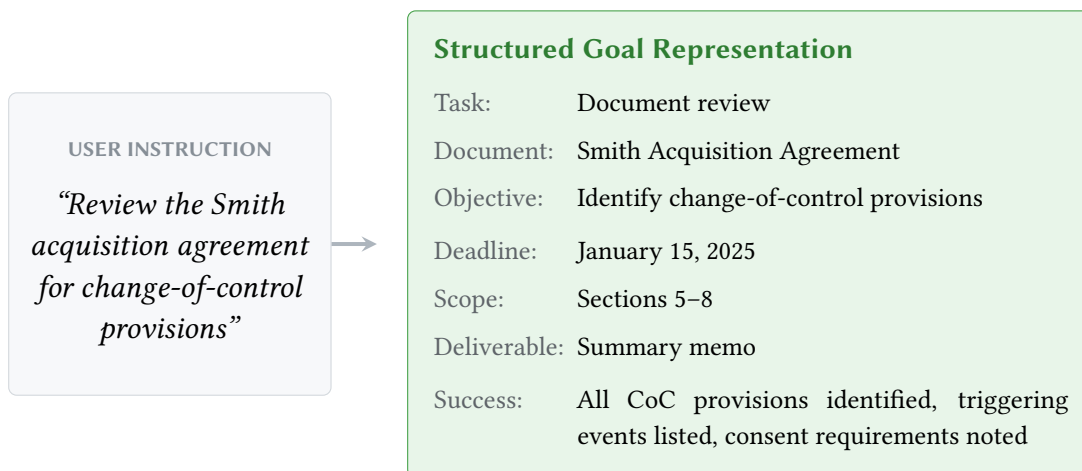 USER INSTRUCTION
“Review the Smith
acquisition agreement
for change-of-control
provisions”
Structured Goal Representation
Task: Document review
Document: Smith Acquisition Agreement
Objective: Identify change-of-control provisions
Deadline: January 15, 2025
Scope: Sections 5–8
Deliverable: Summary memo
Success: All CoC provisions identified, triggering
events listed, consent requirements noted